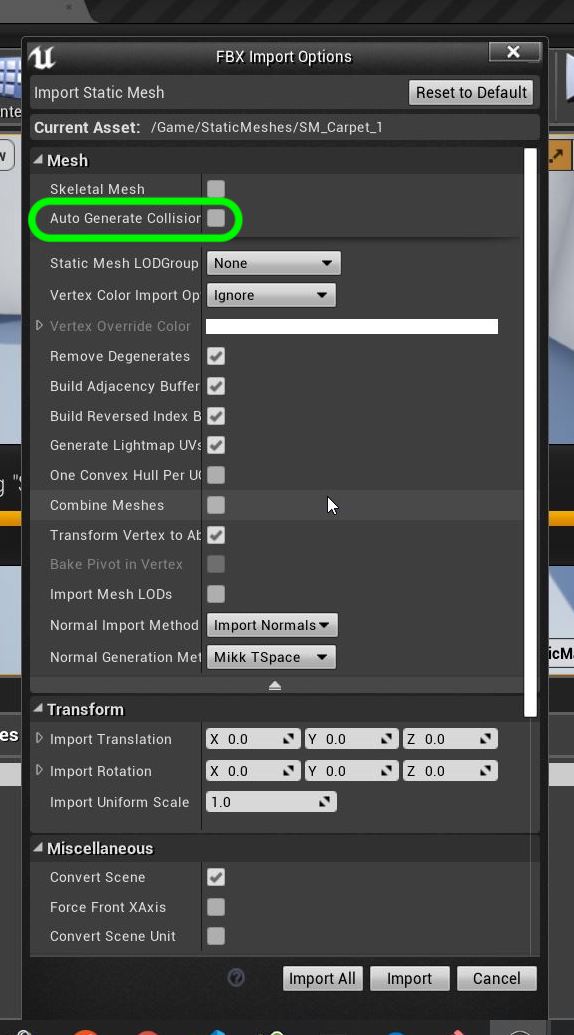 FBX Import Options
Import Static Mesh
Reset to Default
Current Asset: /Game/StaticMeshes/SM_Carpet_1
Mesh
Skeletal Mesh
Auto Generate Collision
Static Mesh LODGroup None
Vertex Color Import Op Ignore
Vertex Override Color
Remove Degenerates
Build Adjacency Buffer
Build Reversed Index B
Generate Lightmap UVs
One Convex Hull Per UC
Combine Meshes
Transform Vertex to Ab
Bake Pivot in Vertex
Import Mesh LODs
Normal Import Method Import Normals
Normal Generation Met Mikk TSpace
Transform
Import Translation X 0.0 Y 0.0 Z 0.0
Import Rotation X 0.0 Y 0.0 Z 0.0
Import Uniform Scale 1.0
Miscellaneous
Convert Scene
Force Front XAxis
Convert Scene Unit
Import All Import Cancel